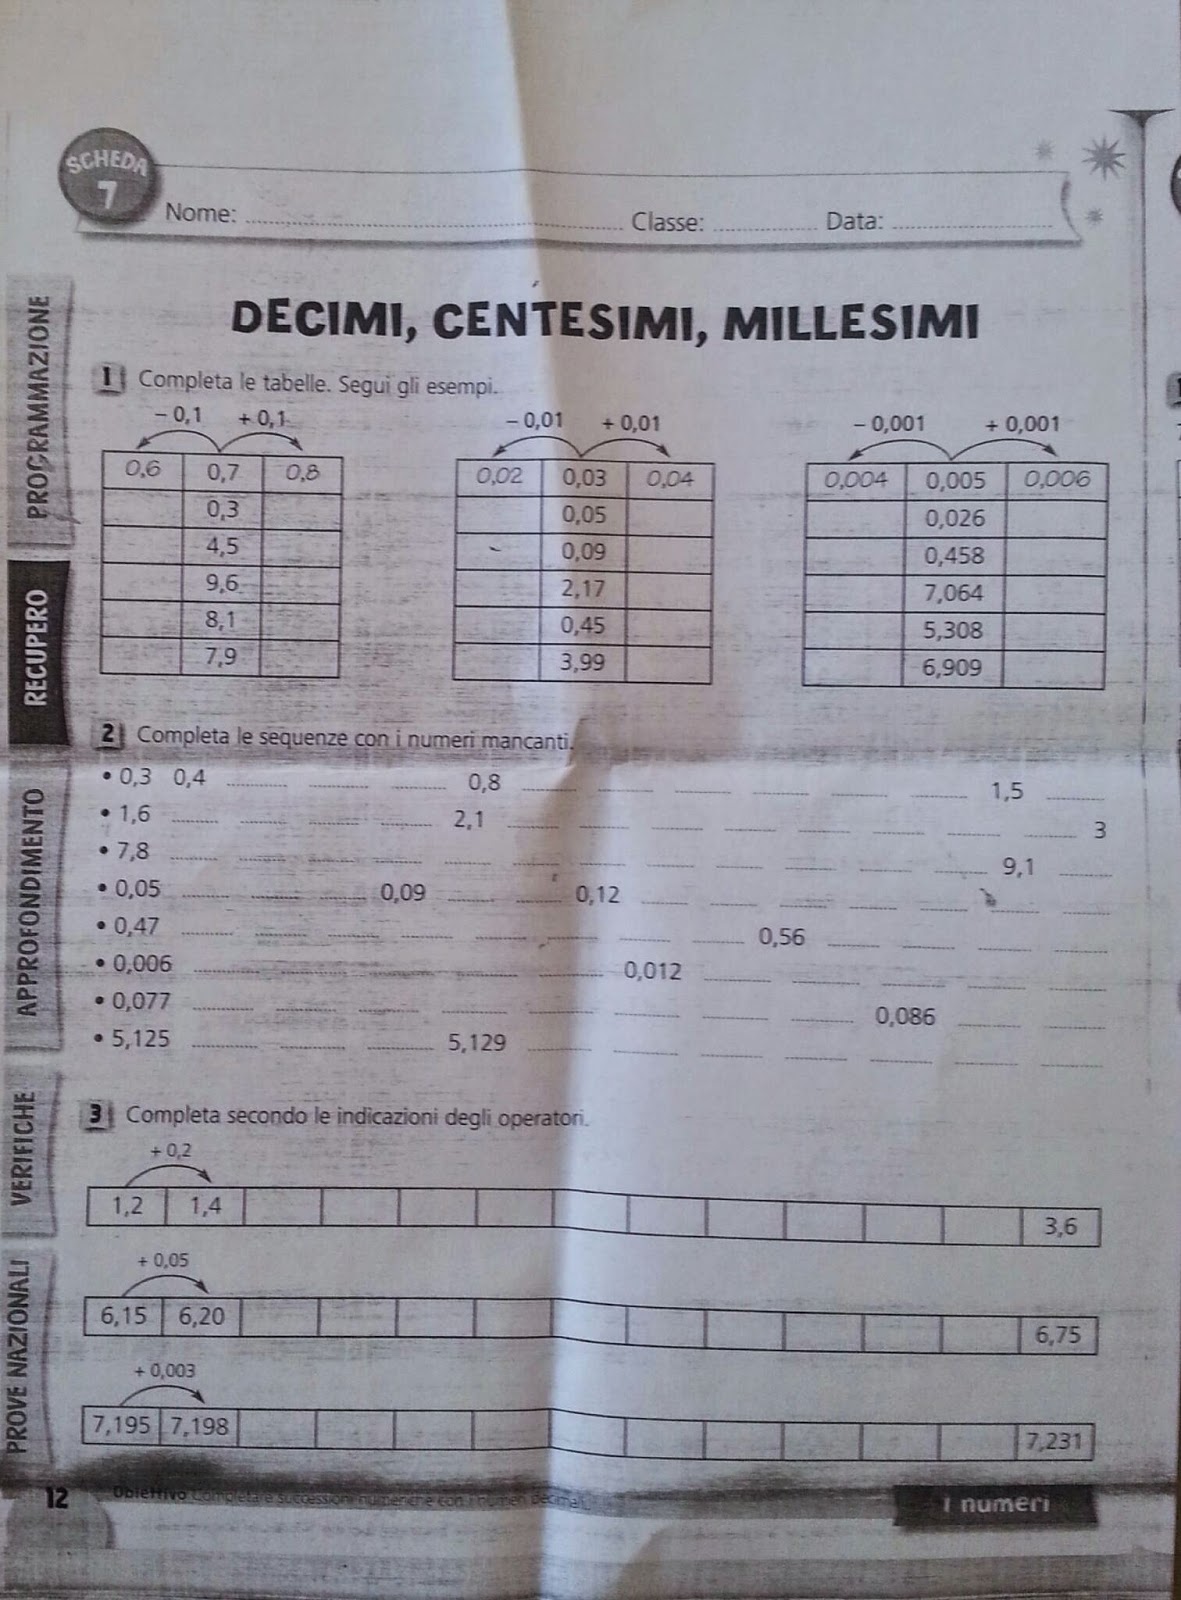 SCHEDA
7
Nome: Classe: Data:
DECIMI, CENTESIMI, MILLESIMI
1 Completa le tabelle. Segui gli esempi.
– 0,1 + 0,1
0,6 0,7 0,8
0,3
4,5
9,6
8,1
7,9
– 0,01 + 0,01
0,02 0,03 0,04
0,05
0,09
2,17
0,45
3,99
– 0,001 + 0,001
0,004 0,005 0,006
0,026
0,458
7,064
5,308
6,909
2 Completa le sequenze con i numeri mancanti.
• 0,3 0,4 0,8 1,5
• 1,6 2,1 3
• 7,8 9,1
• 0,05 0,09 0,12
• 0,47 0,56
• 0,006 0,012
• 0,077 0,086
• 5,125 5,129
3 Completa secondo le indicazioni degli operatori.
+ 0,2
1,2 1,4 3,6
+ 0,05
6,15 6,20 6,75
+ 0,003
7,195 7,198 7,231
12 Obiettivo Completare successioni numeriche con i numeri decimali.
I numeri
PROGRAMMAZIONE
RECUPERO
APPROFONDIMENTO
VERIFICHE
PROVE NAZIONALI